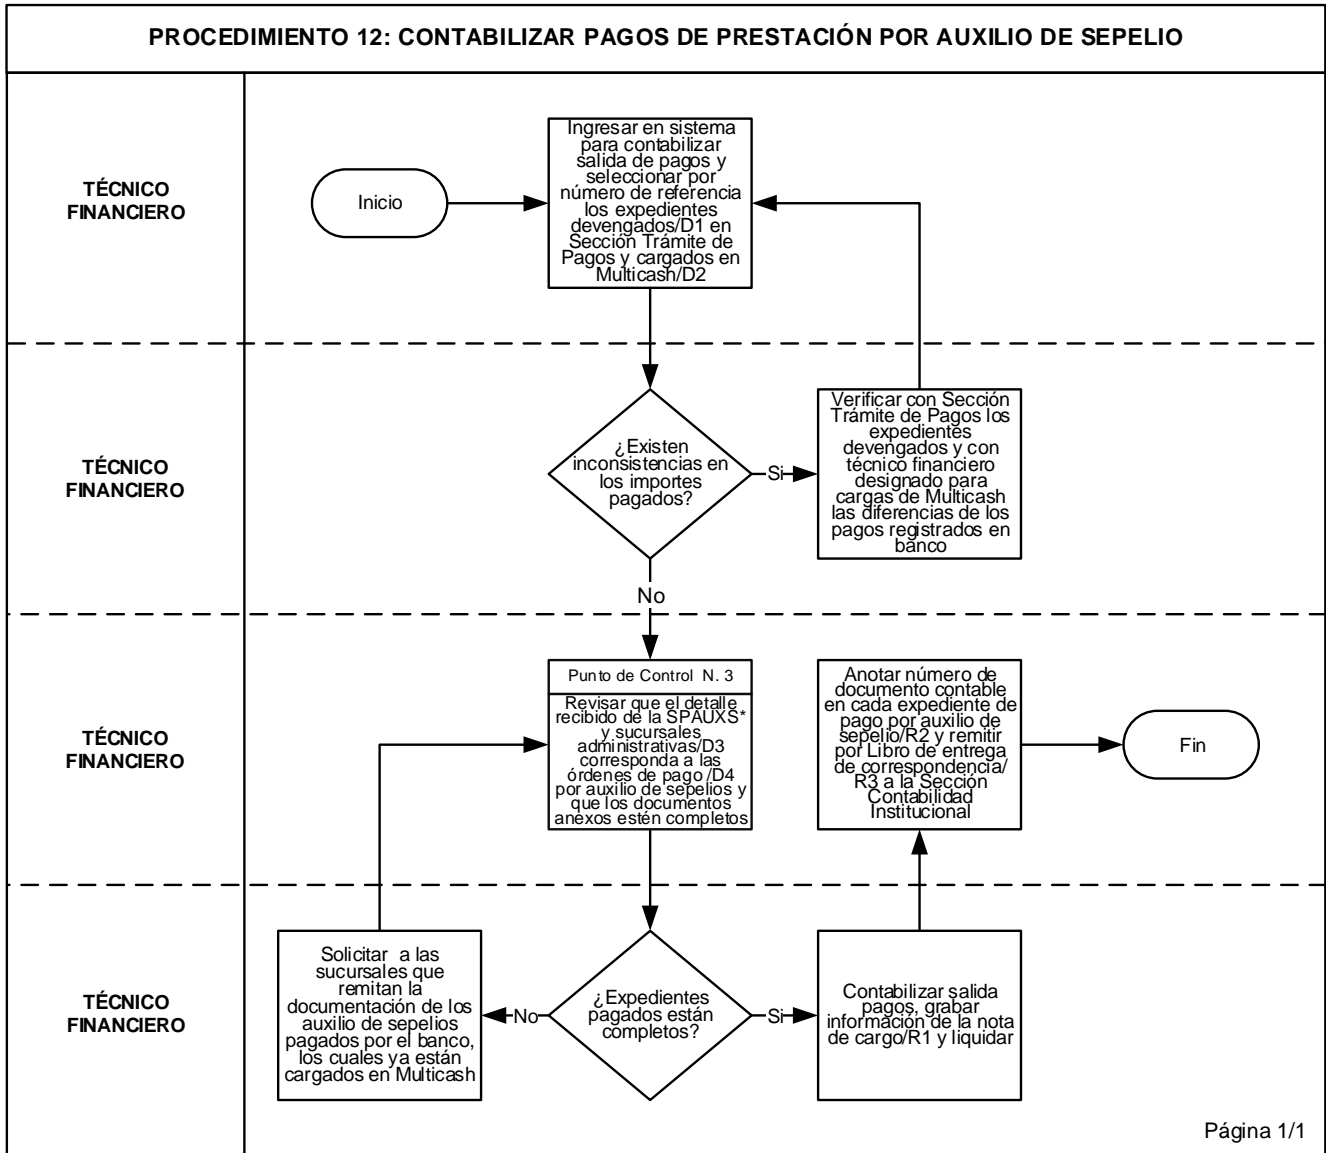 PROCEDIMIENTO 12: CONTABILIZAR PAGOS DE PRESTACIÓN POR AUXILIO DE SEPELIO
TÉCNICO
FINANCIERO
Inicio
Ingresar en sistema
para contabilizar
salida de pagos y
seleccionar por
número de referencia
los expedientes
devengados/D1 en
Sección Trámite de
Pagos y cargados en
Multicash/D2
TÉCNICO
FINANCIERO
¿Existen
inconsistencias en
los importes
pagados?
Si
Verificar con Sección
Trámite de Pagos los
expedientes
devengados y con
técnico financiero
designado para
cargas de Multicash
las diferencias de los
pagos registrados en
banco
No
TÉCNICO
FINANCIERO
Punto de Control N. 3
Revisar que el detalle
recibido de la SPAUXS*
y sucursales
administrativas/D3
corresponda a las
órdenes de pago /D4
por auxilio de sepelios y
que los documentos
anexos estén completos
Anotar número de
documento contable
en cada expediente de
pago por auxilio de
sepelio/R2 y remitir
por Libro de entrega
de correspondencia/
R3 a la Sección
Contabilidad
Institucional
Fin
TÉCNICO
FINANCIERO
Solicitar a las
sucursales que
remitan la
documentación de los
auxilio de sepelios
pagados por el banco,
los cuales ya están
cargados en Multicash
No
¿Expedientes
pagados están
completos?
Si
Contabilizar salida
pagos, grabar
información de la nota
de cargo/R1 y liquidar
Página 1/1